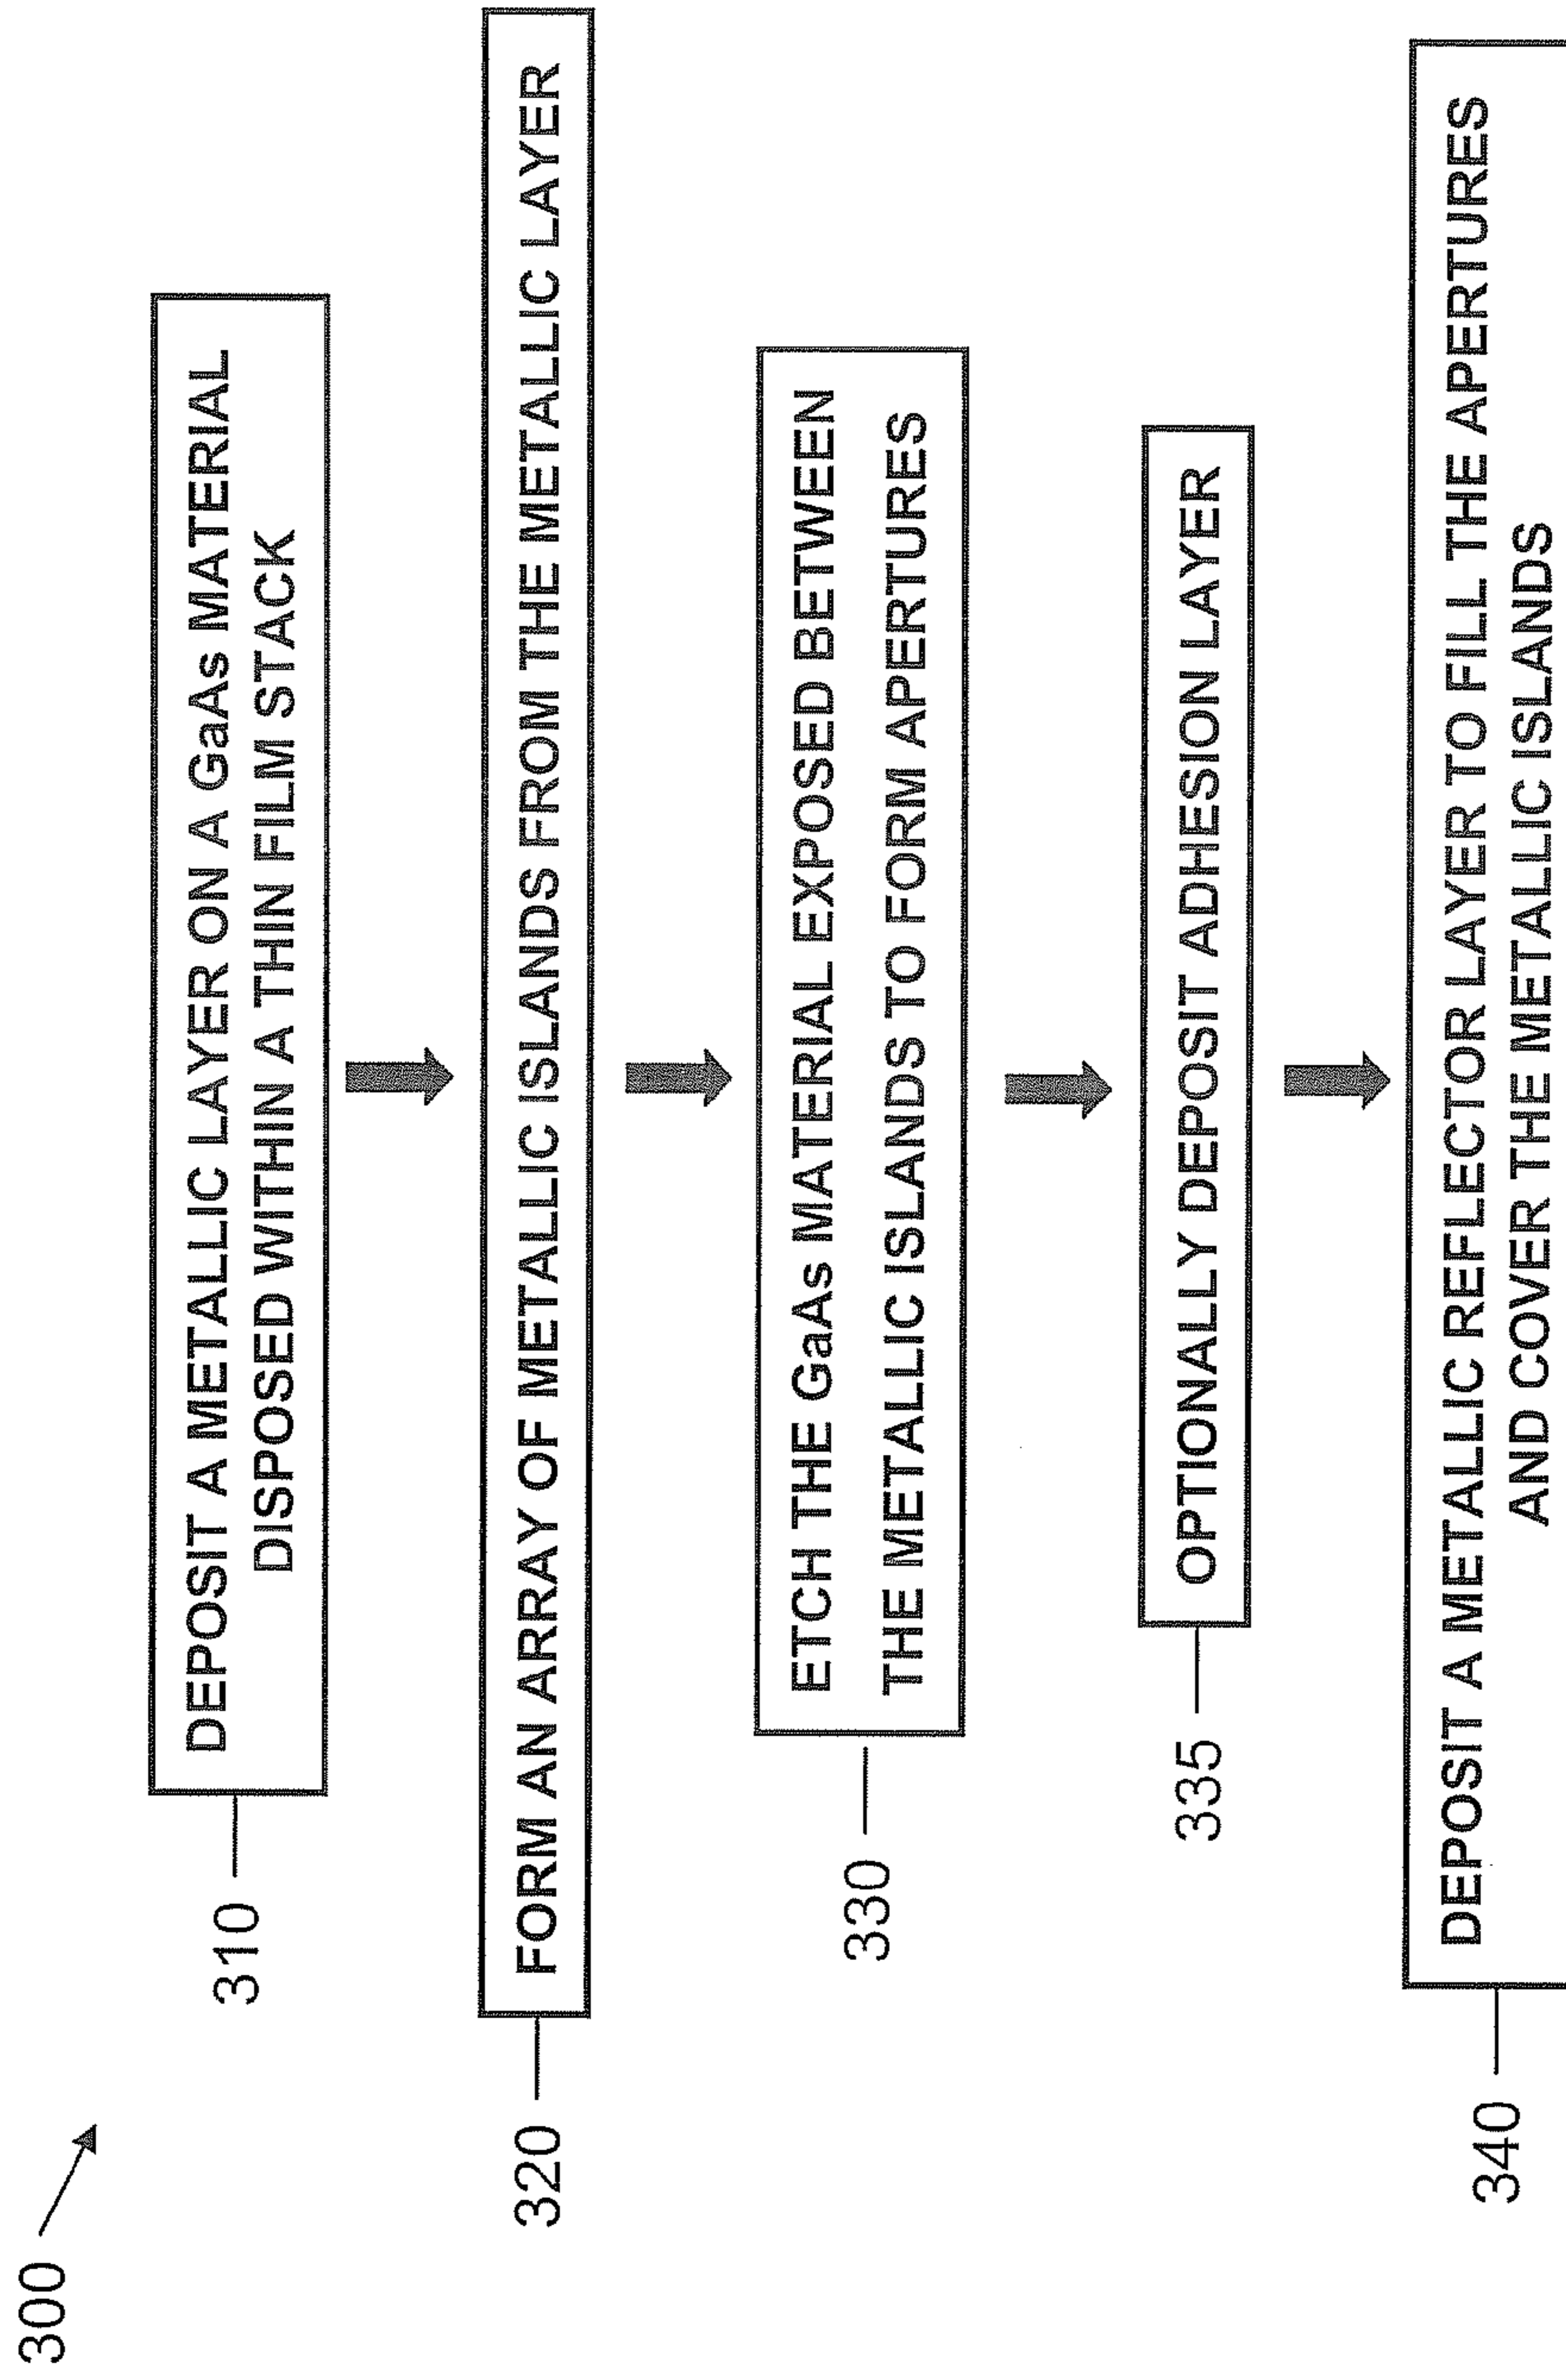 300
310
DEPOSIT A METALLIC LAYER ON A GaAs MATERIAL
DISPOSED WITHIN A THIN FILM STACK
320
FORM AN ARRAY OF METALLIC ISLANDS FROM THE METALLIC LAYER
330
ETCH THE GaAs MATERIAL EXPOSED BETWEEN
THE METALLIC ISLANDS TO FORM APERTURES
335
OPTIONALLY DEPOSIT ADHESION LAYER
340
DEPOSIT A METALLIC REFLECTOR LAYER TO FILL THE APERTURES
AND COVER THE METALLIC ISLANDS